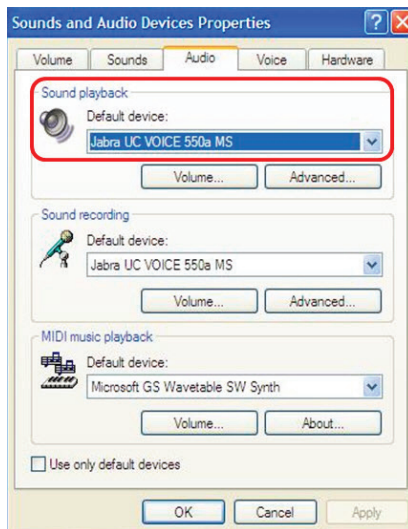 Sounds and Audio Devices Properties
Volume Sounds Audio Voice Hardware
Sound playback
Default device:
Jabra UC VOICE 550a MS
Volume... Advanced...
Sound recording
Default device:
Jabra UC VOICE 550a MS
Volume... Advanced...
MIDI music playback
Default device:
Microsoft GS Wavetable SW Synth
Volume... About...
Use only default devices
OK Cancel Apply